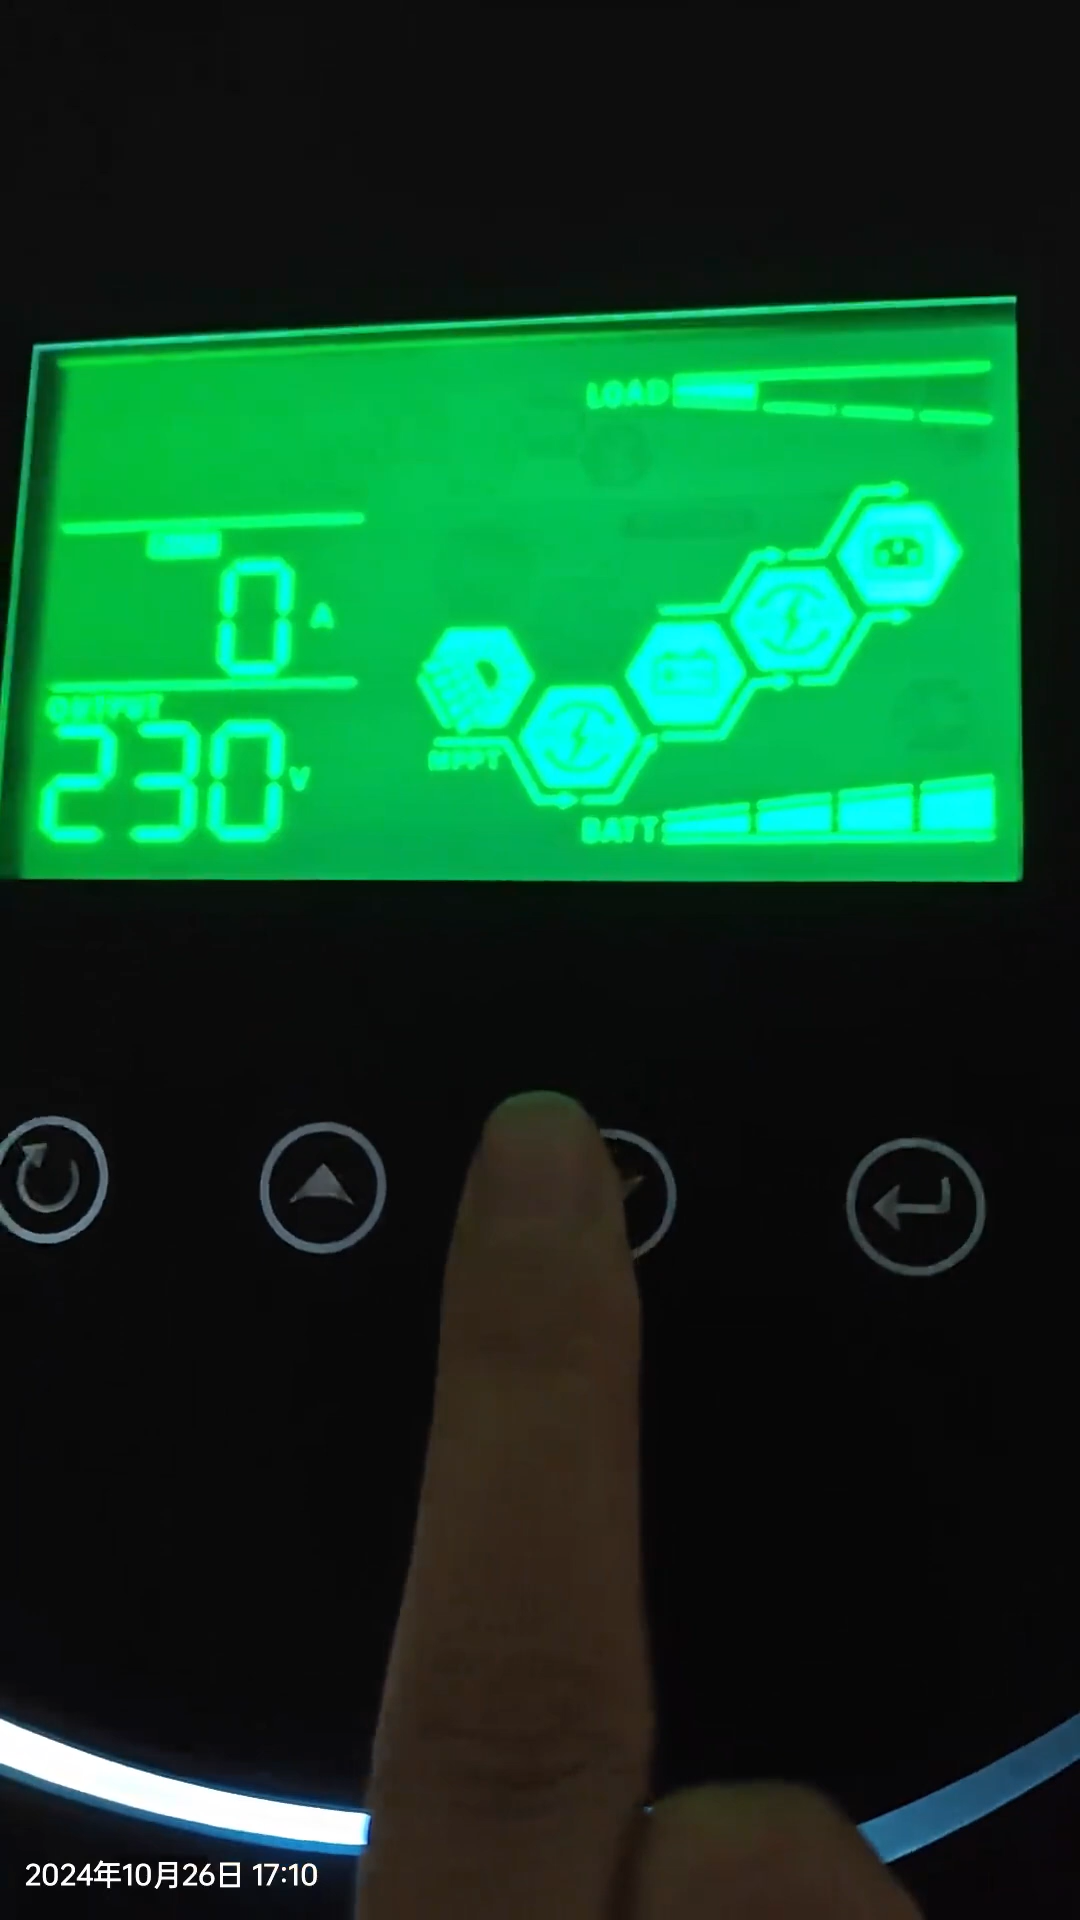 LOAD
0 A
OUTPUT
230 V
MPPT
BATT
2024年10月26日 17:10